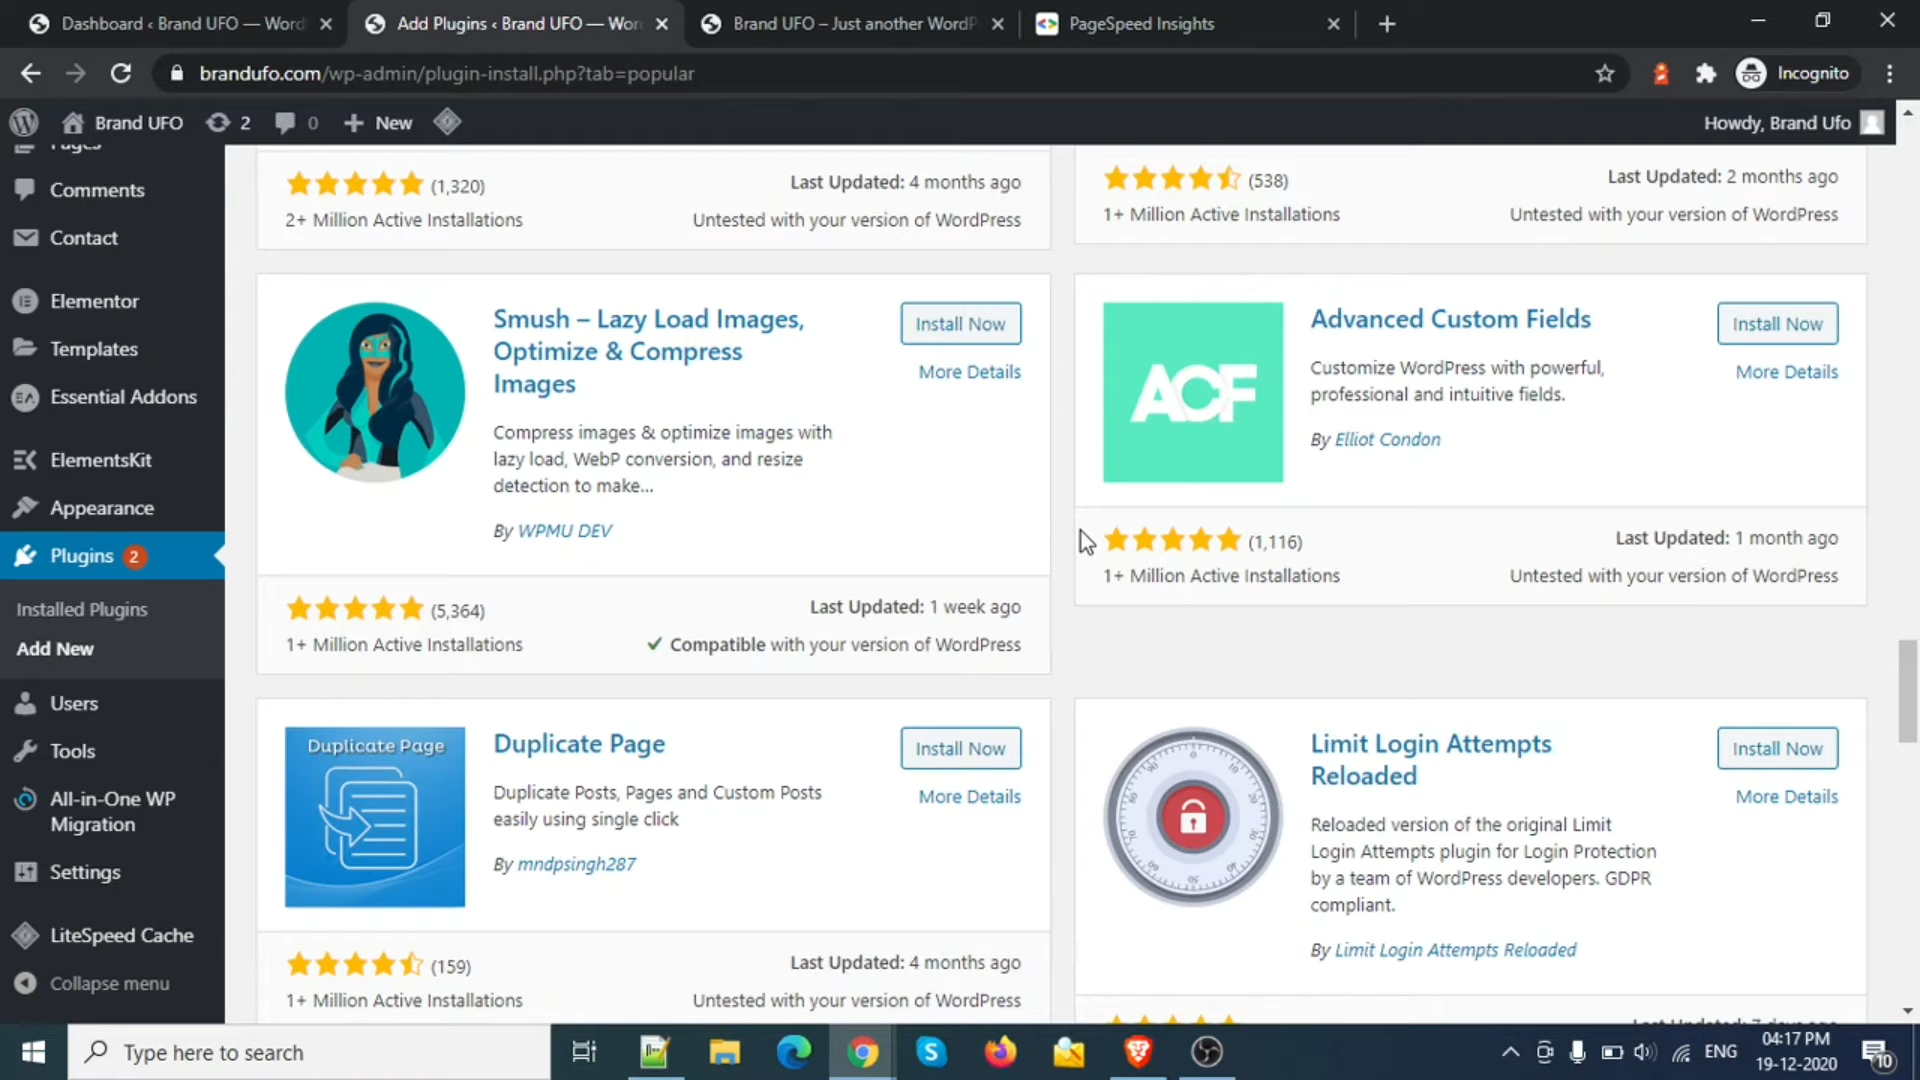 Dashboard ‹ Brand UFO — Word
Add Plugins ‹ Brand UFO — Wor
Brand UFO – Just another WordP
PageSpeed Insights
brandufo.com/wp-admin/plugin-install.php?tab=popular
Incognito
Brand UFO
2
0
New
Howdy, Brand Ufo
Pages
Comments
Contact
Elementor
Templates
Essential Addons
ElementsKit
Appearance
Plugins 2
Installed Plugins
Add New
Users
Tools
All-in-One WP
Migration
Settings
LiteSpeed Cache
Collapse menu
(1,320)
Last Updated: 4 months ago
2+ Million Active Installations
Untested with your version of WordPress
(538)
Last Updated: 2 months ago
1+ Million Active Installations
Untested with your version of WordPress
Smush – Lazy Load Images,
Optimize & Compress
Images
Install Now
More Details
Compress images & optimize images with
lazy load, WebP conversion, and resize
detection to make...
By WPMU DEV
(5,364)
Last Updated: 1 week ago
1+ Million Active Installations
Compatible with your version of WordPress
ACF
Advanced Custom Fields
Install Now
More Details
Customize WordPress with powerful,
professional and intuitive fields.
By Elliot Condon
(1,116)
Last Updated: 1 month ago
1+ Million Active Installations
Untested with your version of WordPress
Duplicate Page
Duplicate Page
Install Now
More Details
Duplicate Posts, Pages and Custom Posts
easily using single click
By mndpsingh287
(159)
Last Updated: 4 months ago
1+ Million Active Installations
Untested with your version of WordPress
Limit Login Attempts
Reloaded
Install Now
More Details
Reloaded version of the original Limit
Login Attempts plugin for Login Protection
by a team of WordPress developers. GDPR
compliant.
By Limit Login Attempts Reloaded
Type here to search
ENG
04:17 PM
19-12-2020
10